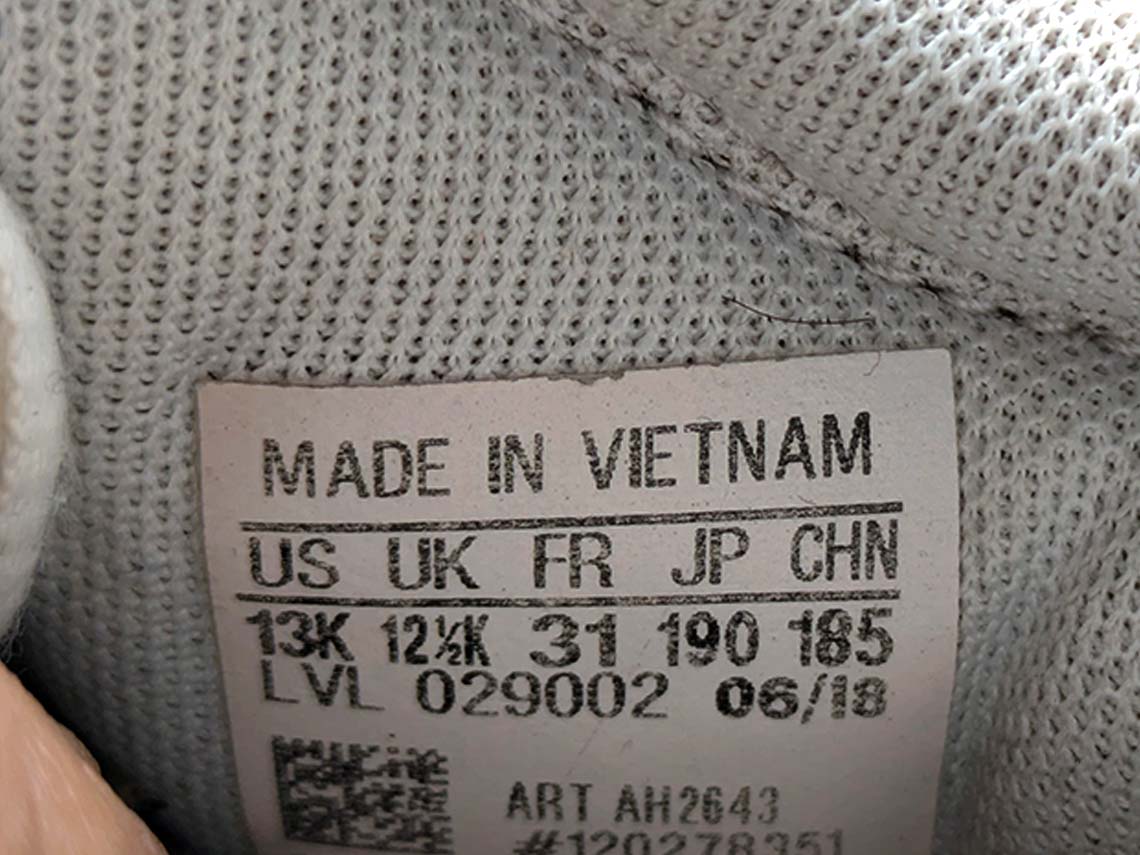 MADE IN VIETNAM
US UK FR JP CHN
13K 12½K 31 190 185
LVL 029002 06/18
ART AH2643
#120278351